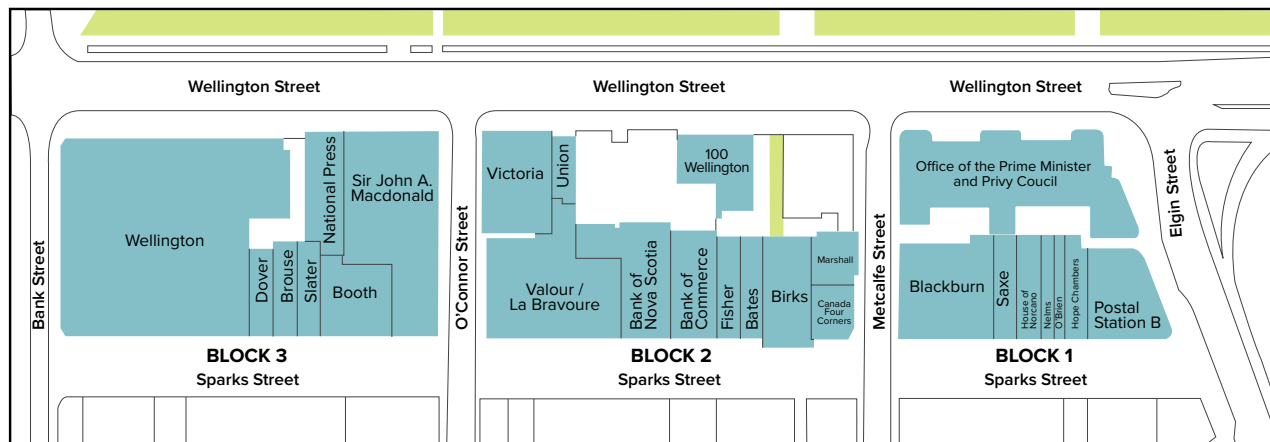 Wellington Street
Wellington Street
Wellington Street
Bank Street
Wellington
Dover
Brouse
Slater
National Press
Sir John A.
Macdonald
Booth
O'Connor Street
Victoria
Union
100
Wellington
Valour /
La Bravoure
Bank of
Nova Scotia
Bank of
Commerce
Fisher
Bates
Birks
Marshall
Canada
Four
Corners
Metcalfe Street
Office of the Prime Minister
and Privy Coucil
Blackburn
Saxe
House of
Norcano
Nelms
O'Brien
Hope Chambers
Postal
Station B
Elgin Street
BLOCK 3
Sparks Street
BLOCK 2
Sparks Street
BLOCK 1
Sparks Street